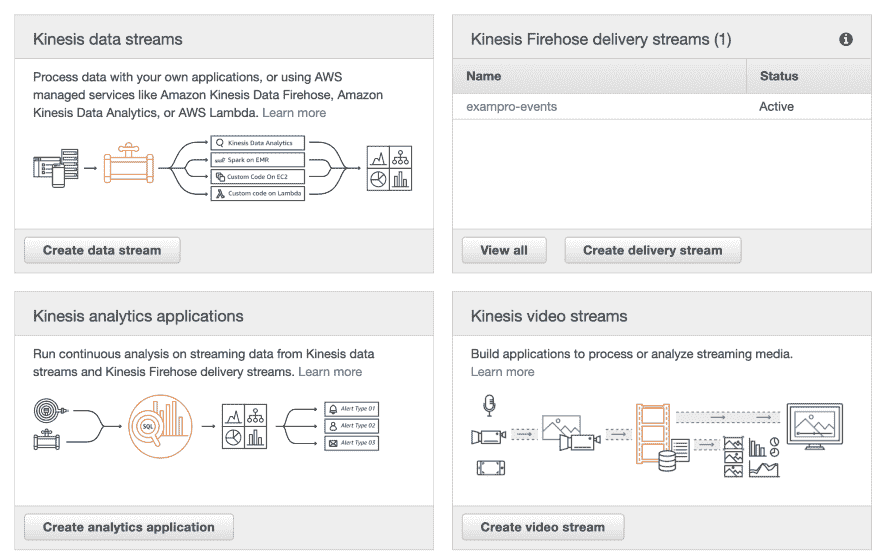 Kinesis data streams
Process data with your own applications, or using AWS
managed services like Amazon Kinesis Data Firehose, Amazon
Kinesis Data Analytics, or AWS Lambda. Learn more
Kinesis Data Analytics
Spark on EMR
Custom Code On EC2
Custom code on Lambda
Create data stream
Kinesis Firehose delivery streams (1)
Name Status
exampro-events Active
View all Create delivery stream
Kinesis analytics applications
Run continuous analysis on streaming data from Kinesis data
streams and Kinesis Firehose delivery streams. Learn more
SQL
Alert Type 01
Alert Type 02
Alert Type 03
Create analytics application
Kinesis video streams
Build applications to process or analyze streaming media.
Learn more
Create video stream